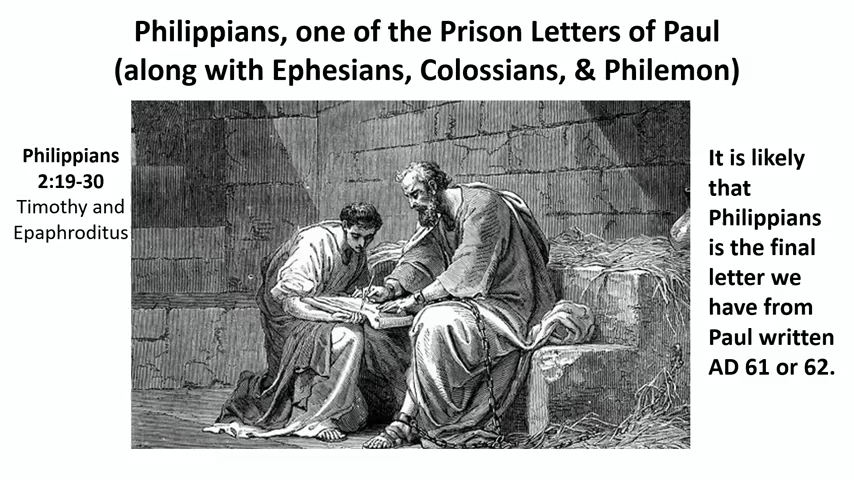 Philippians, one of the Prison Letters of Paul
(along with Ephesians, Colossians, & Philemon)
Philippians
2:19-30
Timothy and
Epaphroditus
It is likely
that
Philippians
is the final
letter we
have from
Paul written
AD 61 or 62.